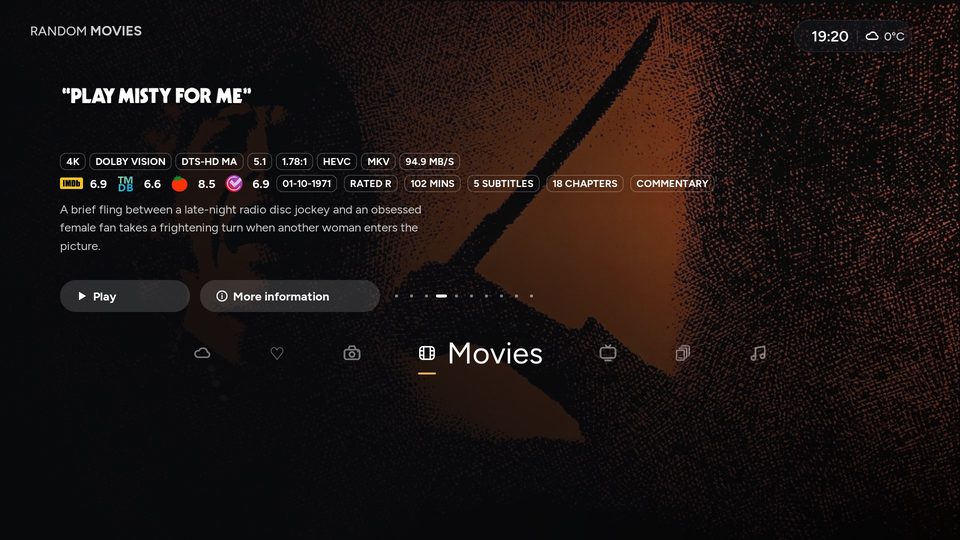 RANDOM MOVIES
19:20 0°C
"PLAY MISTY FOR ME"
4K DOLBY VISION DTS-HD MA 5.1 1.78:1 HEVC MKV 94.9 MB/S
IMDb 6.9 TMDB 6.6 8.5 6.9 01-10-1971 RATED R 102 MINS 5 SUBTITLES 18 CHAPTERS COMMENTARY
A brief fling between a late-night radio disc jockey and an obsessed
female fan takes a frightening turn when another woman enters the
picture.
Play More information
Movies